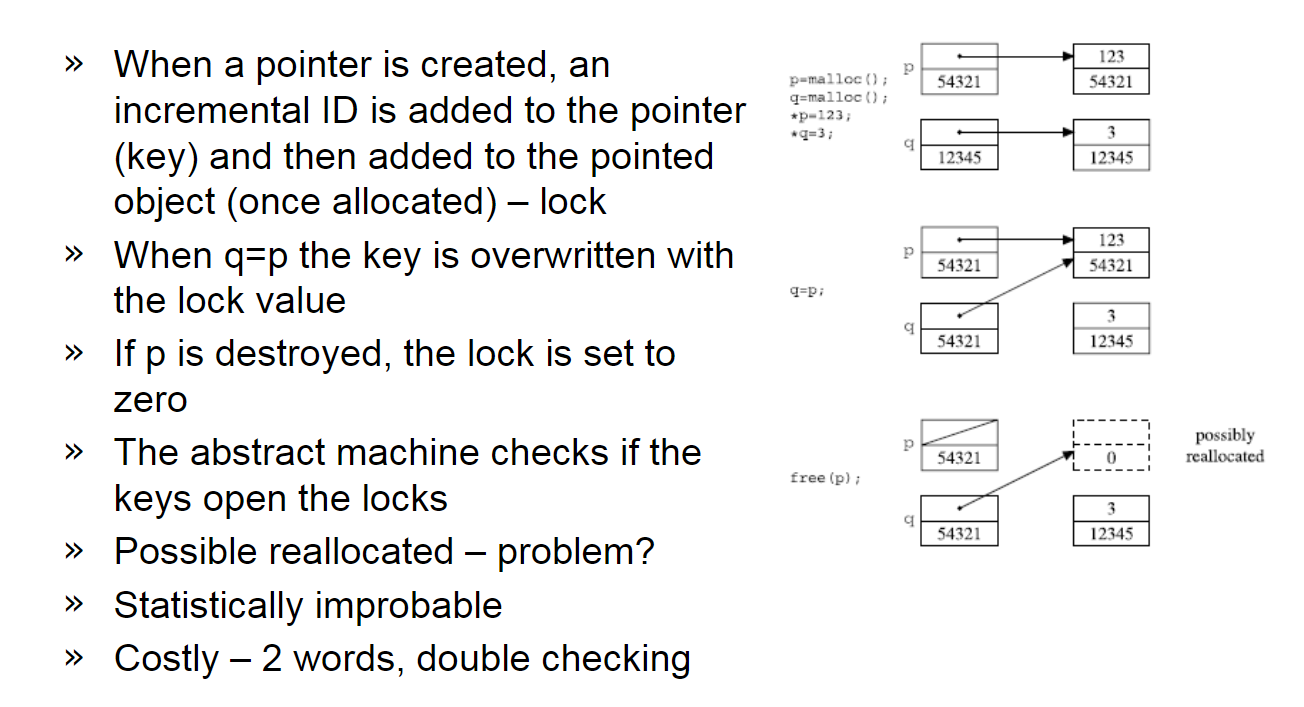 » When a pointer is created, an
incremental ID is added to the pointer
(key) and then added to the pointed
object (once allocated) – lock
» When q=p the key is overwritten with
the lock value
» If p is destroyed, the lock is set to
zero
» The abstract machine checks if the
keys open the locks
» Possible reallocated – problem?
» Statistically improbable
» Costly – 2 words, double checking
p=malloc();
q=malloc();
*p=123;
*q=3;
p
54321
123
54321
q
12345
3
12345
q=p;
p
54321
123
54321
q
54321
3
12345
free(p);
p
54321
0
possibly
reallocated
q
54321
3
12345